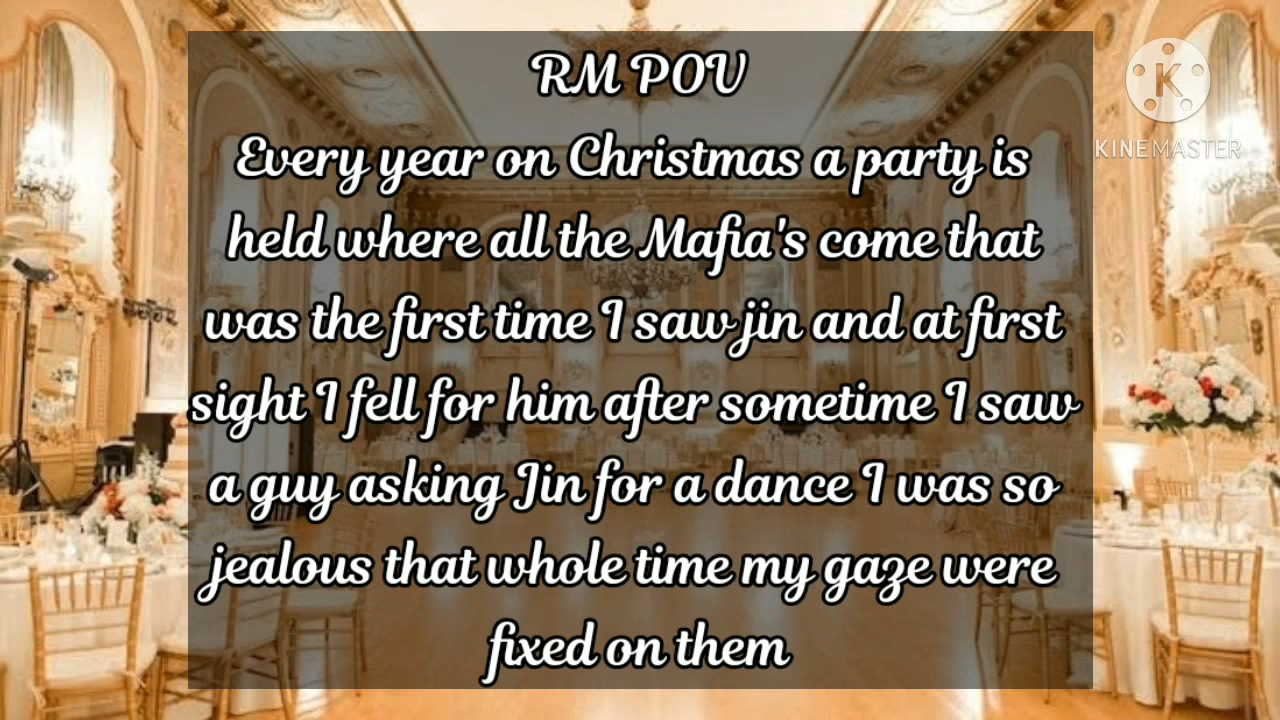 RM POV
Every year on Christmas a party is
held where all the Mafia's come that
was the first time I saw jin and at first
sight I fell for him after sometime I saw
a guy asking Jin for a dance I was so
jealous that whole time my gaze were
fixed on them
K
KINEMASTER